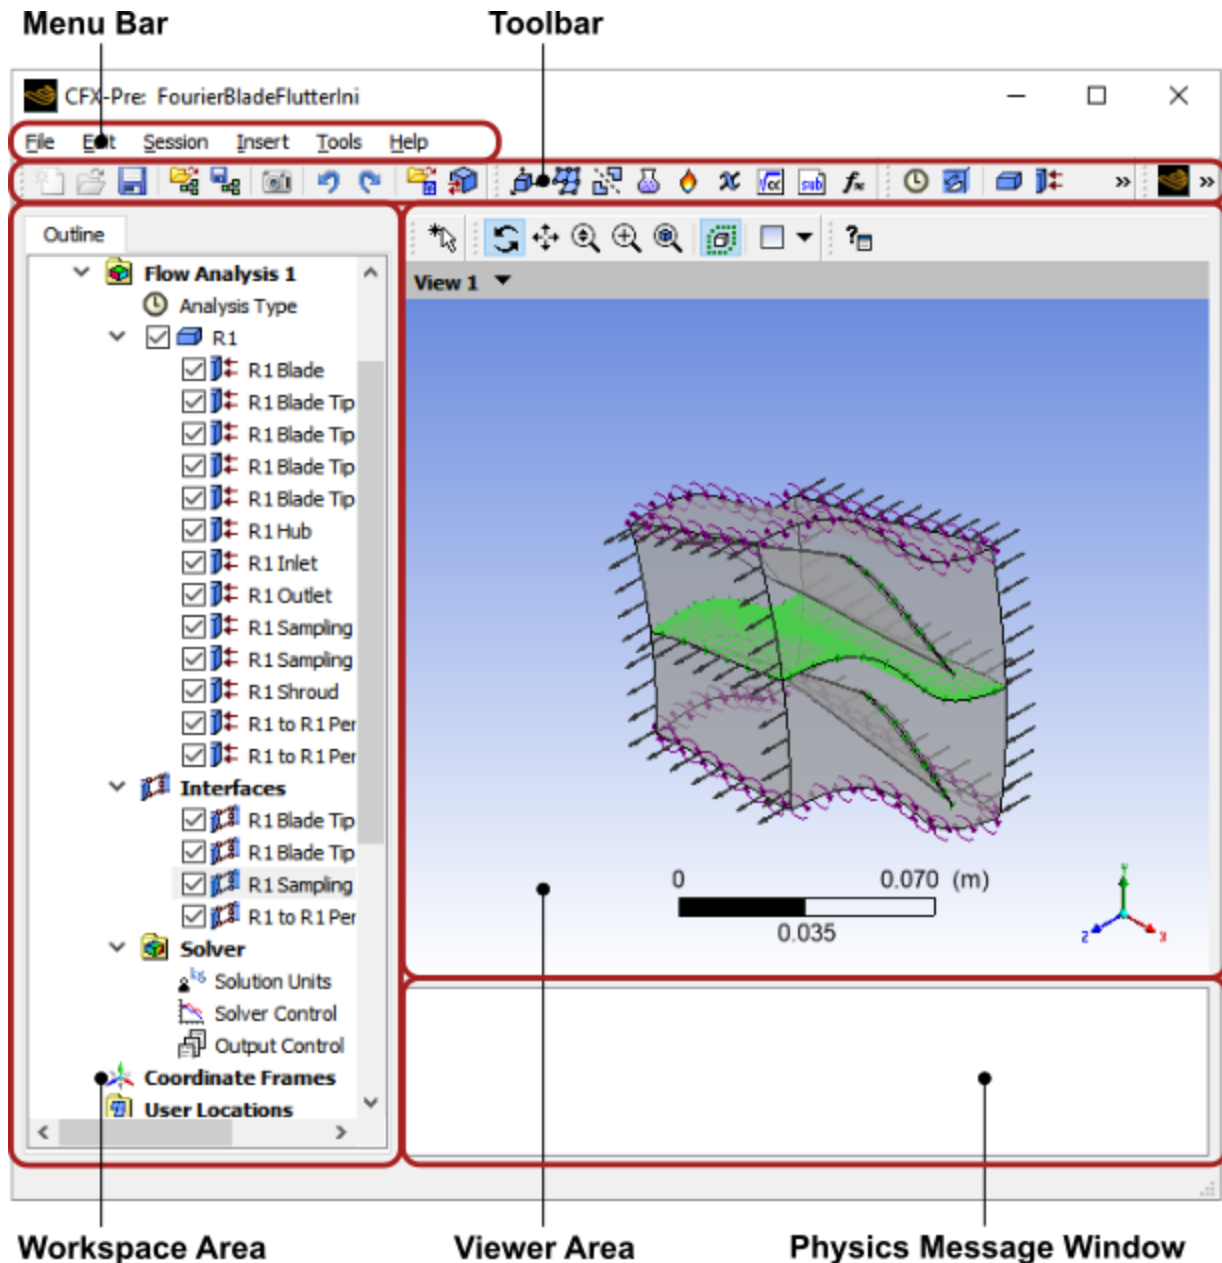 Menu Bar
Toolbar
CFX-Pre: FourierBladeFlutterIni
File Edit Session Insert Tools Help
Outline
Flow Analysis 1
Analysis Type
R1
R1 Blade
R1 Blade Tip
R1 Blade Tip
R1 Blade Tip
R1 Blade Tip
R1 Hub
R1 Inlet
R1 Outlet
R1 Sampling
R1 Sampling
R1 Shroud
R1 to R1 Per
R1 to R1 Per
Interfaces
R1 Blade Tip
R1 Blade Tip
R1 Sampling
R1 to R1 Per
Solver
Solution Units
Solver Control
Output Control
Coordinate Frames
User Locations
View 1
0 0.070 (m)
0.035
Y
Z X
Workspace Area
Viewer Area
Physics Message Window